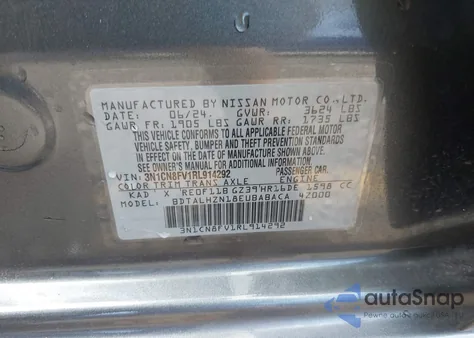 MANUFACTURED BY NISSAN MOTOR CO., LTD.
DATE: 06/24. GVWR: 3624 LBS
GAWR FR: 1905 LBS GAWR RR: 1735 LBS
THIS VEHICLE CONFORMS TO ALL APPLICABLE FEDERAL MOTOR
VEHICLE SAFETY, BUMPER, AND THEFT PREVENTION STANDARDS
IN EFFECT ON THE DATE OF MANUFACTURE SHOWN ABOVE.
SEE OWNER'S MANUAL FOR ADDITIONAL INFORMATION.
VIN: 3N1CN8FV1RL914292 PASSENGER CAR
COLOR TRIM TRANS AXLE ENGINE
KAD X RE0F11B GZ39 HR16DE 1598 CC
BDTALHZN18EUBABACA 42000
3N1CN8FV1RL914292
autoSnap